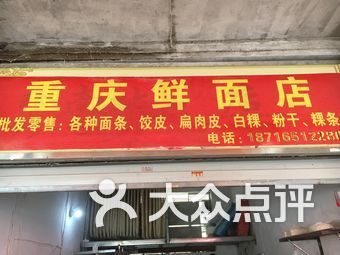 重庆鲜面店
批发零售：各种面条、饺皮、扁肉皮、白粿、粉干、粿条
电话：18716512280
大众点评